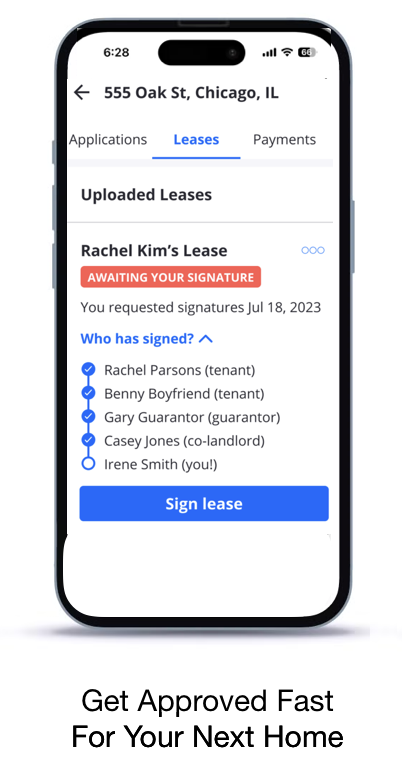 6:28
66
555 Oak St, Chicago, IL
Applications Leases Payments
Uploaded Leases
Rachel Kim’s Lease
AWAITING YOUR SIGNATURE
You requested signatures Jul 18, 2023
Who has signed?
Rachel Parsons (tenant)
Benny Boyfriend (tenant)
Gary Guarantor (guarantor)
Casey Jones (co-landlord)
Irene Smith (you!)
Sign lease
Get Approved Fast
For Your Next Home